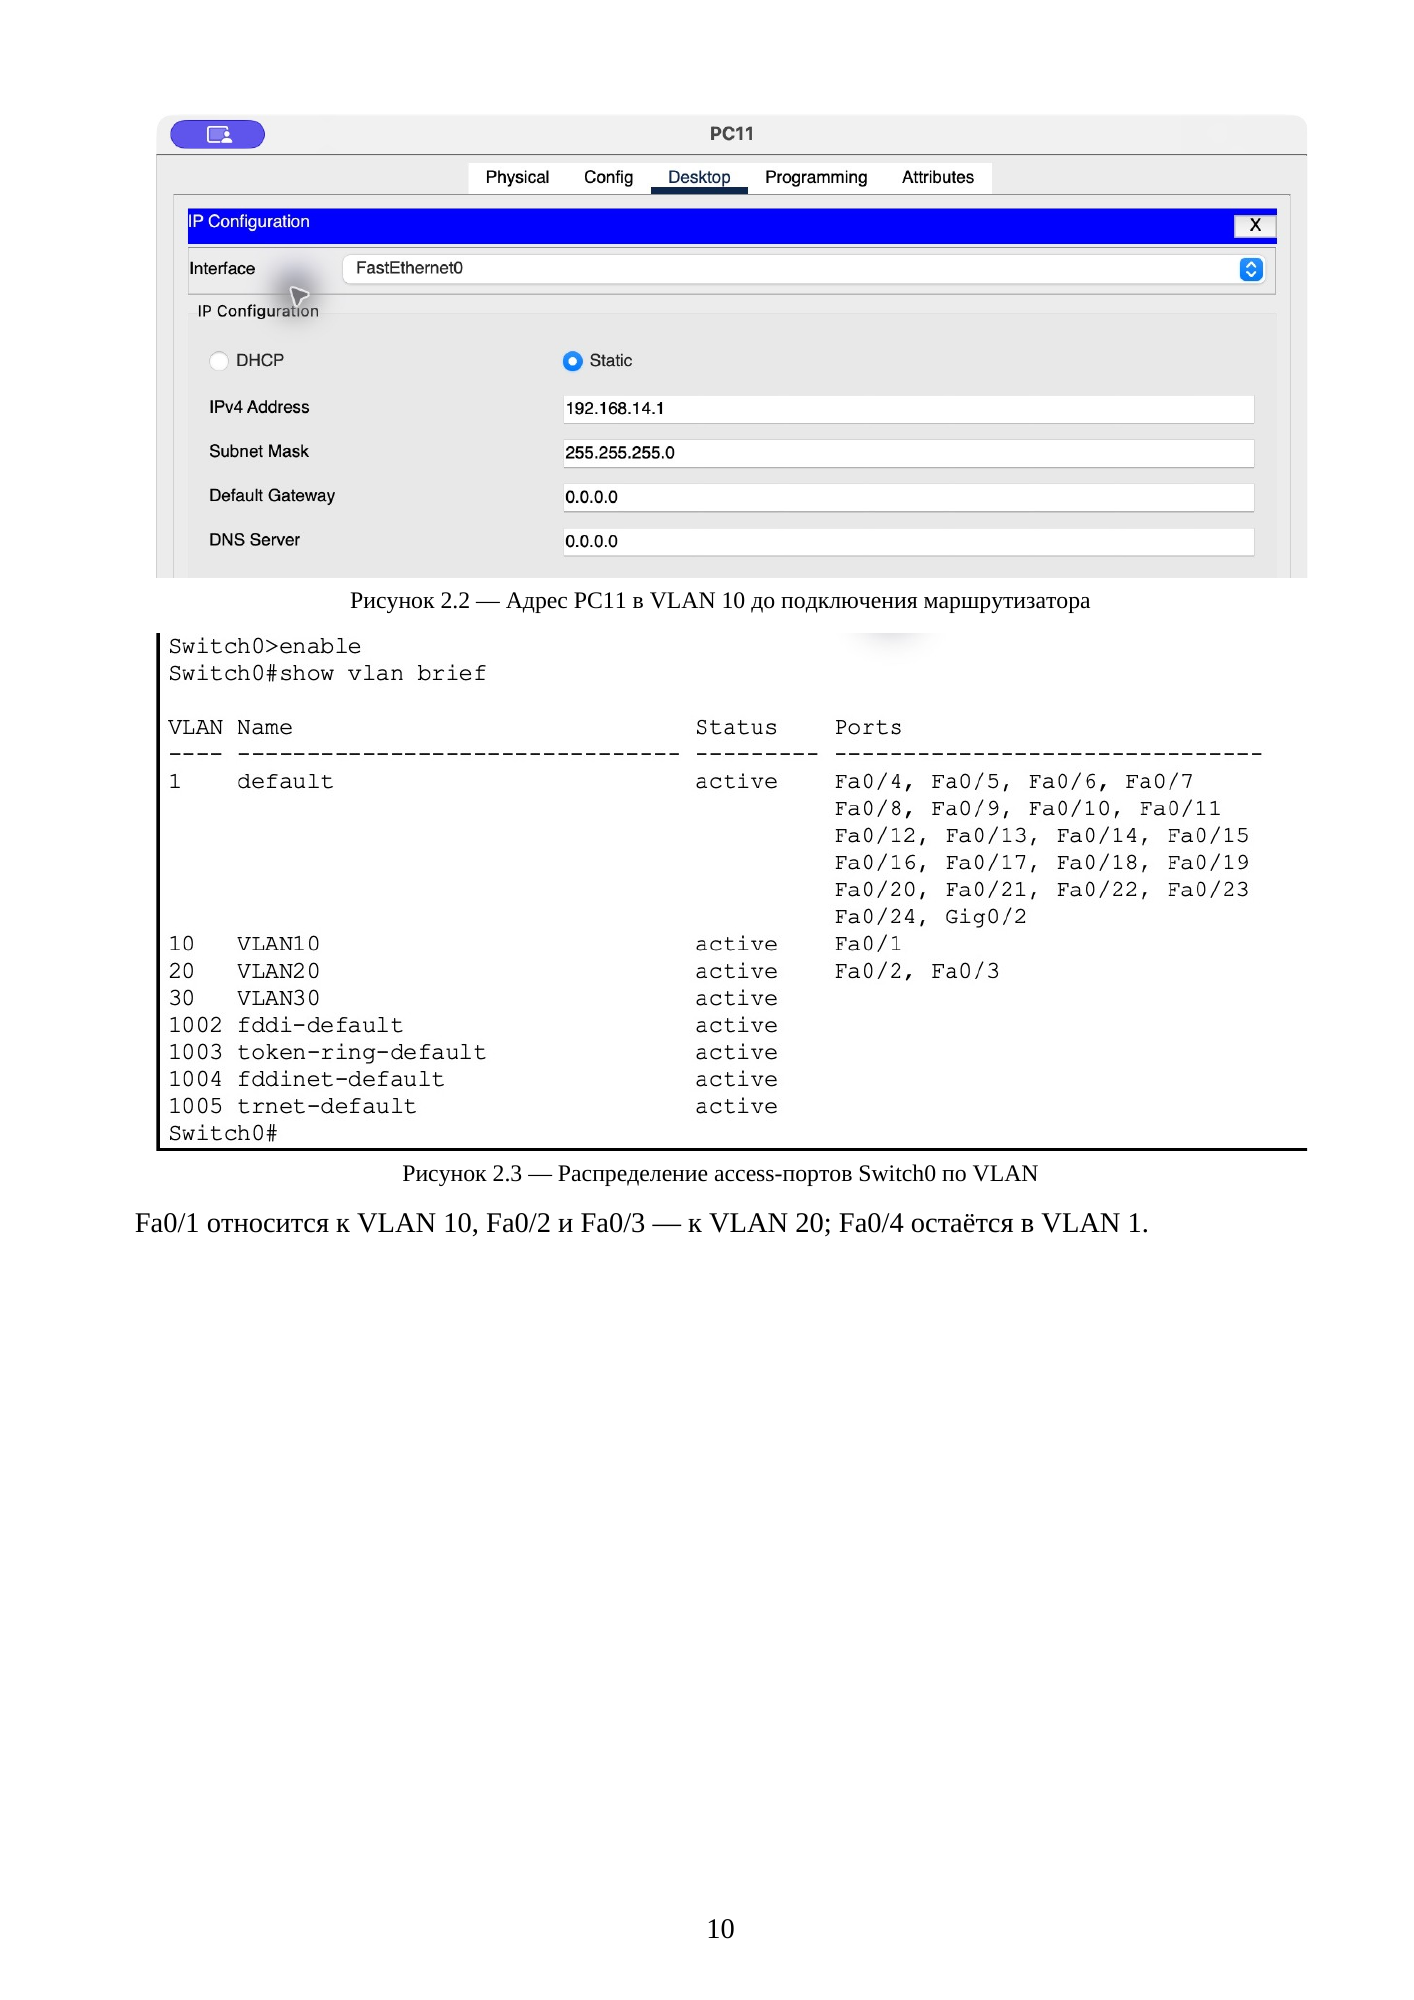 PC11
Physical Config Desktop Programming Attributes
IP Configuration X
Interface FastEthernet0
IP Configuration
DHCP Static
IPv4 Address 192.168.14.1
Subnet Mask 255.255.255.0
Default Gateway 0.0.0.0
DNS Server 0.0.0.0
Рисунок 2.2 — Адрес PC11 в VLAN 10 до подключения маршрутизатора
Switch0>enable
Switch0#show vlan brief
VLAN Name                             Status    Ports
---- -------------------------------- --------- -------------------------------
1    default                          active    Fa0/4, Fa0/5, Fa0/6, Fa0/7
                                                Fa0/8, Fa0/9, Fa0/10, Fa0/11
                                                Fa0/12, Fa0/13, Fa0/14, Fa0/15
                                                Fa0/16, Fa0/17, Fa0/18, Fa0/19
                                                Fa0/20, Fa0/21, Fa0/22, Fa0/23
                                                Fa0/24, Gig0/2
10   VLAN10                           active    Fa0/1
20   VLAN20                           active    Fa0/2, Fa0/3
30   VLAN30                           active
1002 fddi-default                     active
1003 token-ring-default               active
1004 fddinet-default                  active
1005 trnet-default                    active
Switch0#
Рисунок 2.3 — Распределение access-портов Switch0 по VLAN
Fa0/1 относится к VLAN 10, Fa0/2 и Fa0/3 — к VLAN 20; Fa0/4 остаётся в VLAN 1.
10